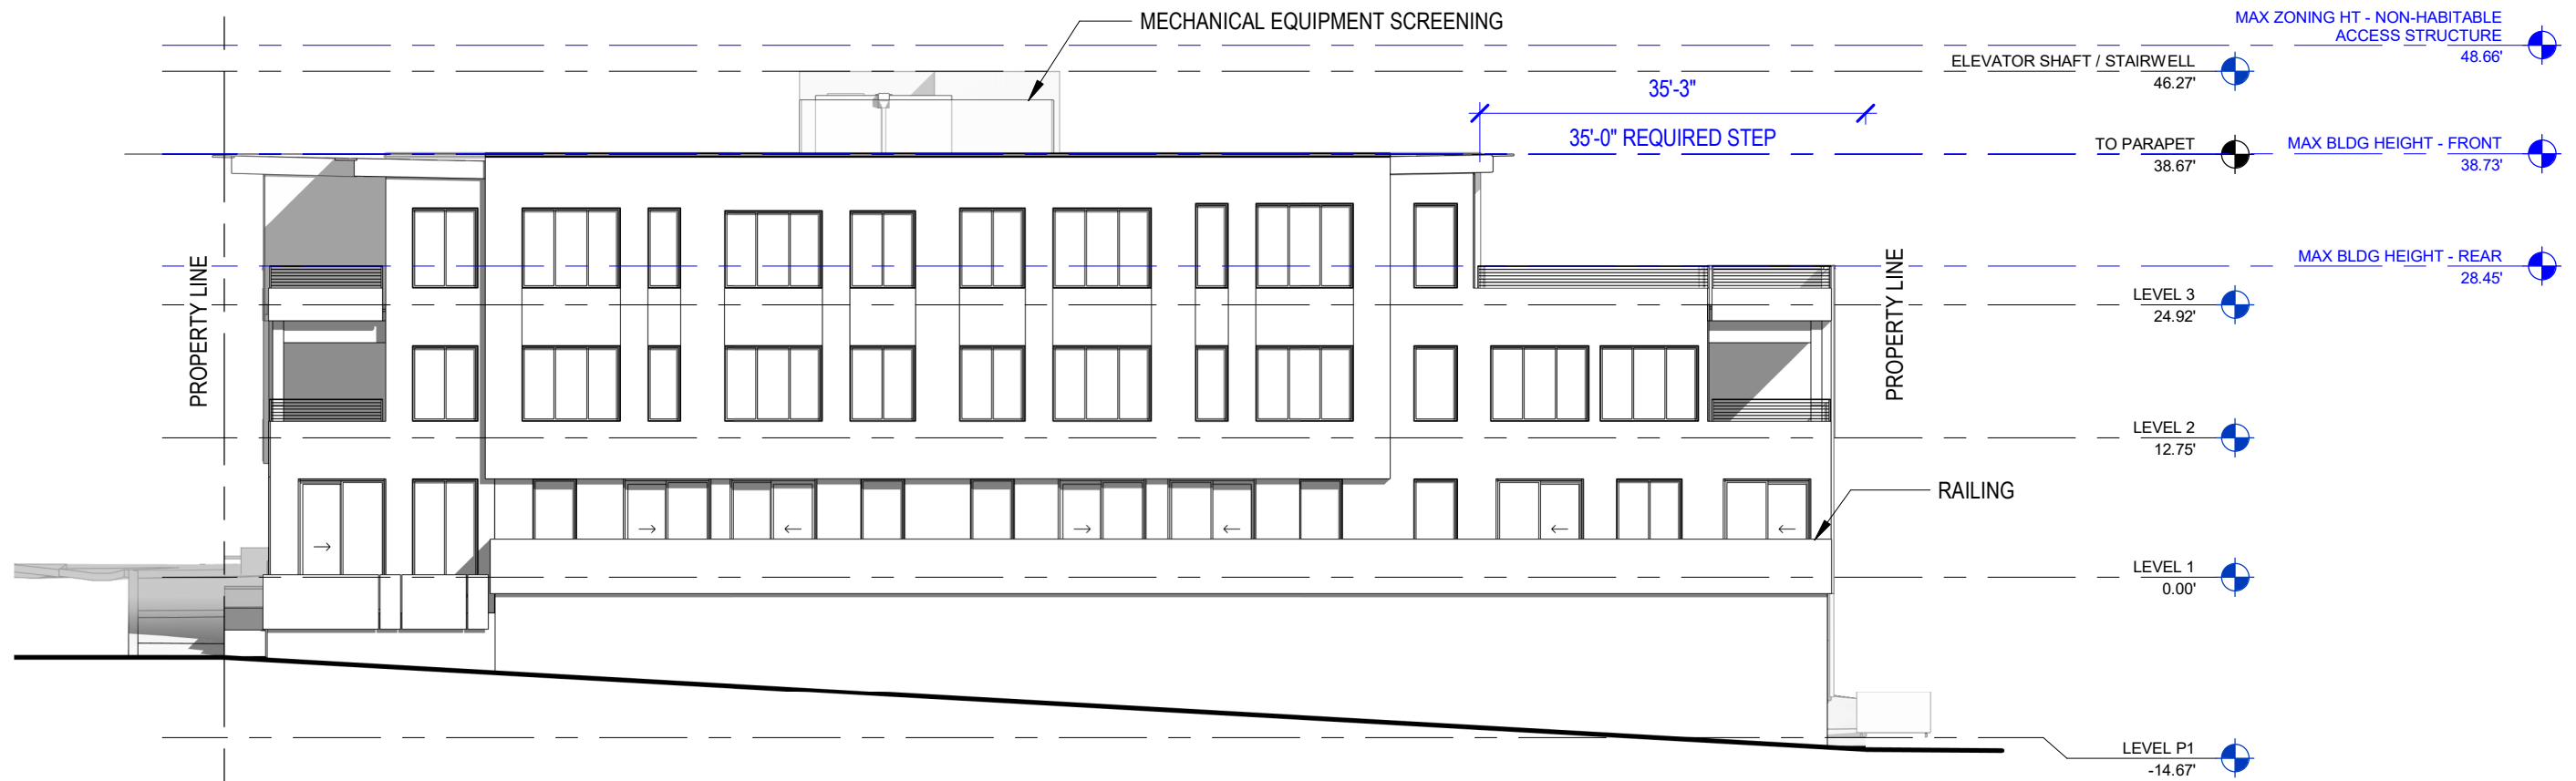 MECHANICAL EQUIPMENT SCREENING
MAX ZONING HT - NON-HABITABLE
ACCESS STRUCTURE
48.66'
ELEVATOR SHAFT / STAIRWELL
46.27'
35'-3"
35'-0" REQUIRED STEP
TO PARAPET
38.67'
MAX BLDG HEIGHT - FRONT
38.73'
PROPERTY LINE
PROPERTY LINE
MAX BLDG HEIGHT - REAR
28.45'
LEVEL 3
24.92'
LEVEL 2
12.75'
RAILING
LEVEL 1
0.00'
LEVEL P1
-14.67'